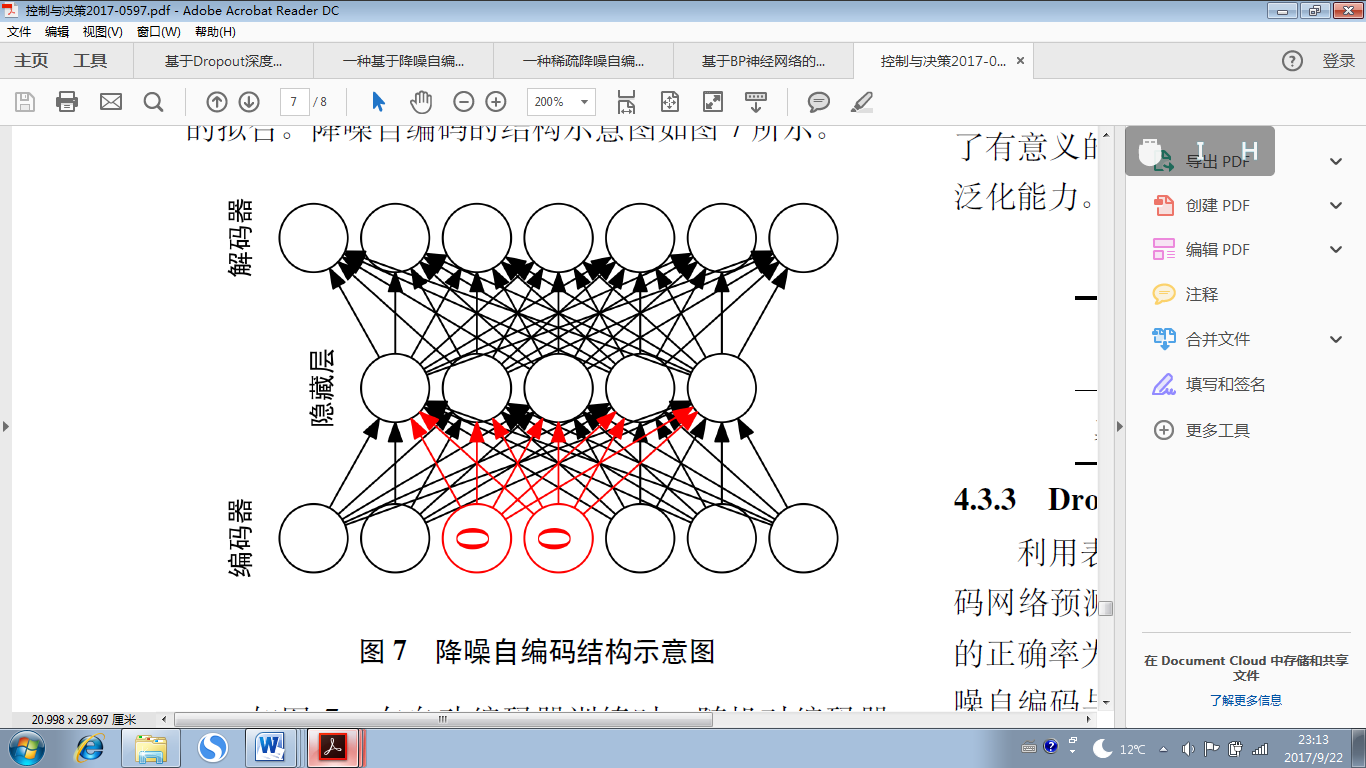 控制与决策2017-0597.pdf - Adobe Acrobat Reader DC
文件 编辑 视图(V) 窗口(W) 帮助(H)
主页 工具 基于Dropout深度... 一种基于降噪自编... 一种稀疏降噪自编... 基于BP神经网络的... 控制与决策2017-0... × 登录
7 / 8 200%
的拟合。降噪自编码的结构示意图如图 7 所示。
解码器
隐藏层
编码器
0 0
图 7 降噪自编码结构示意图
了有意义的
泛化能力。
4.3.3 Dro
利用表
码网络预测
的正确率为
噪自编码与
I H
导出 PDF
创建 PDF
编辑 PDF
注释
合并文件
填写和签名
更多工具
在 Document Cloud 中存储和共享
文件
了解更多信息
20.998 x 29.697 厘米
12℃
23:13
2017/9/22